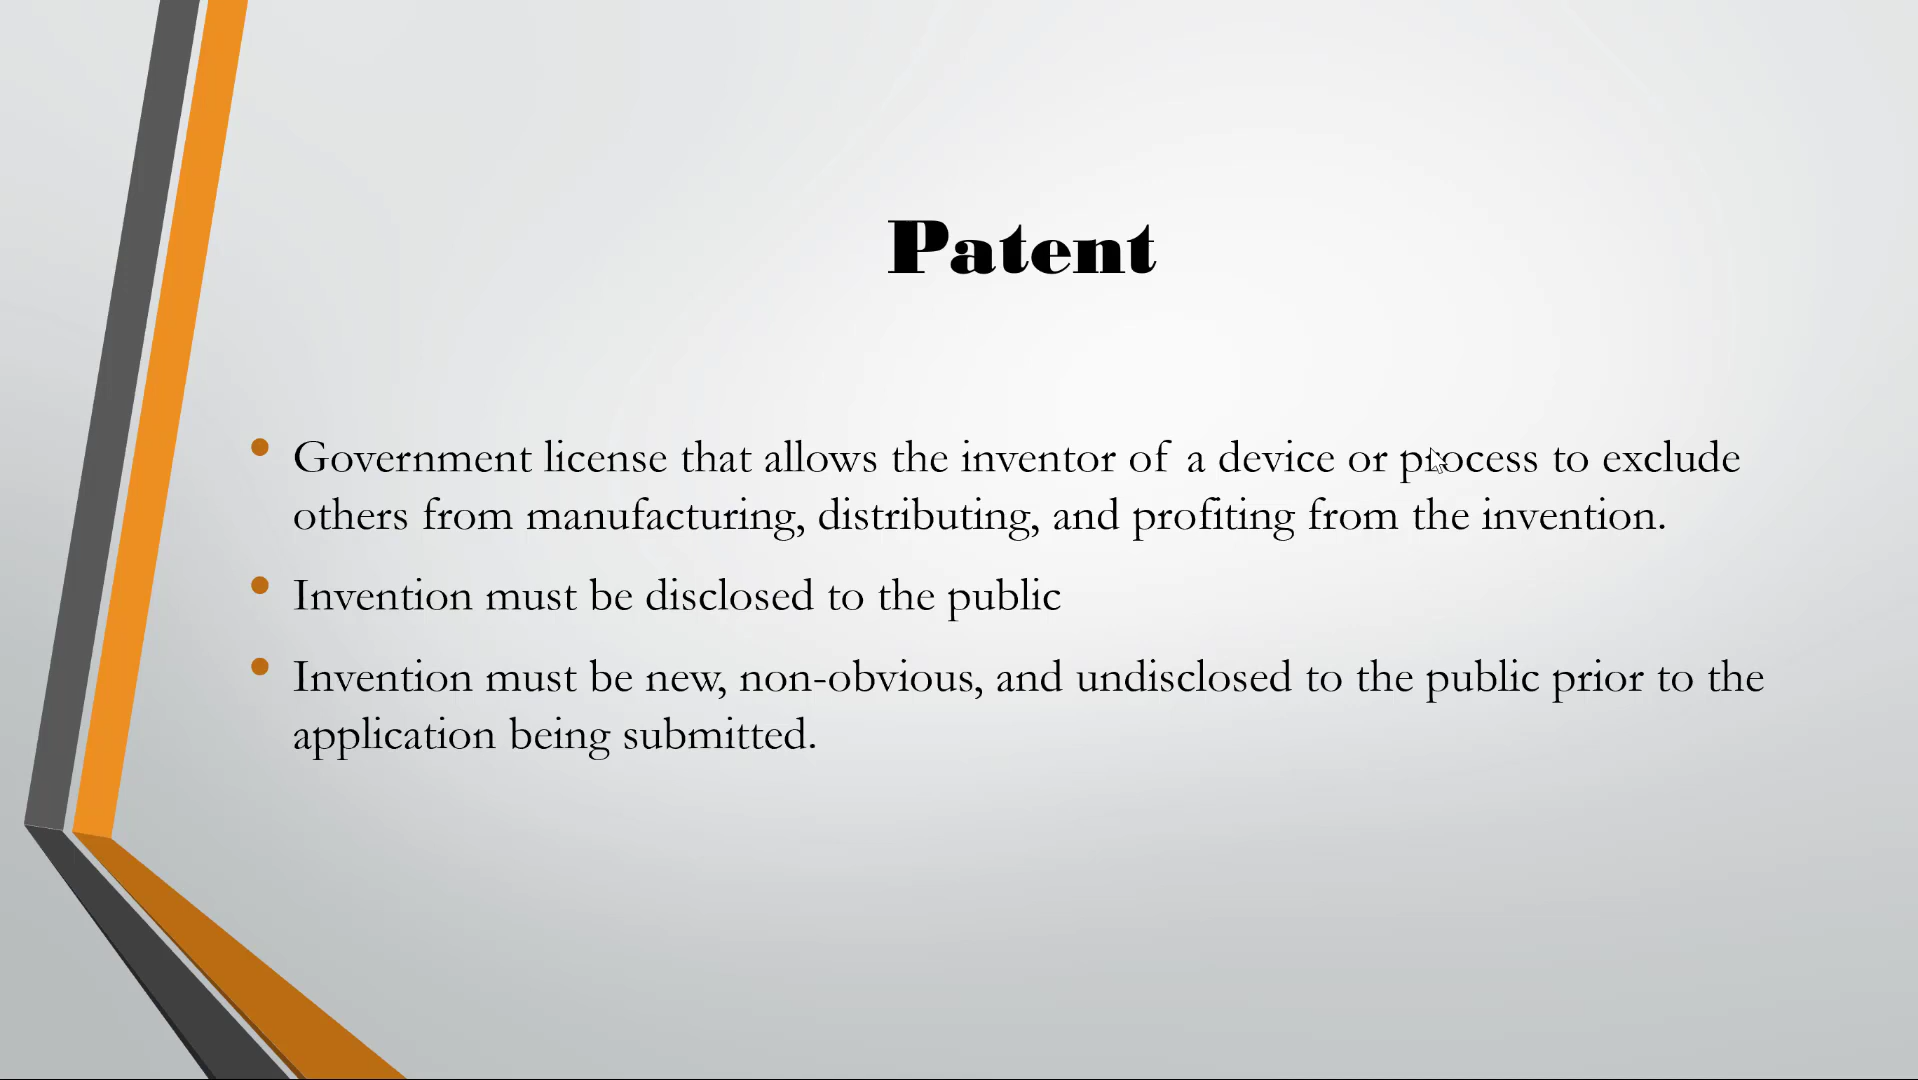 Patent
Government license that allows the inventor of a device or process to exclude
others from manufacturing, distributing, and profiting from the invention.
Invention must be disclosed to the public
Invention must be new, non-obvious, and undisclosed to the public prior to the
application being submitted.